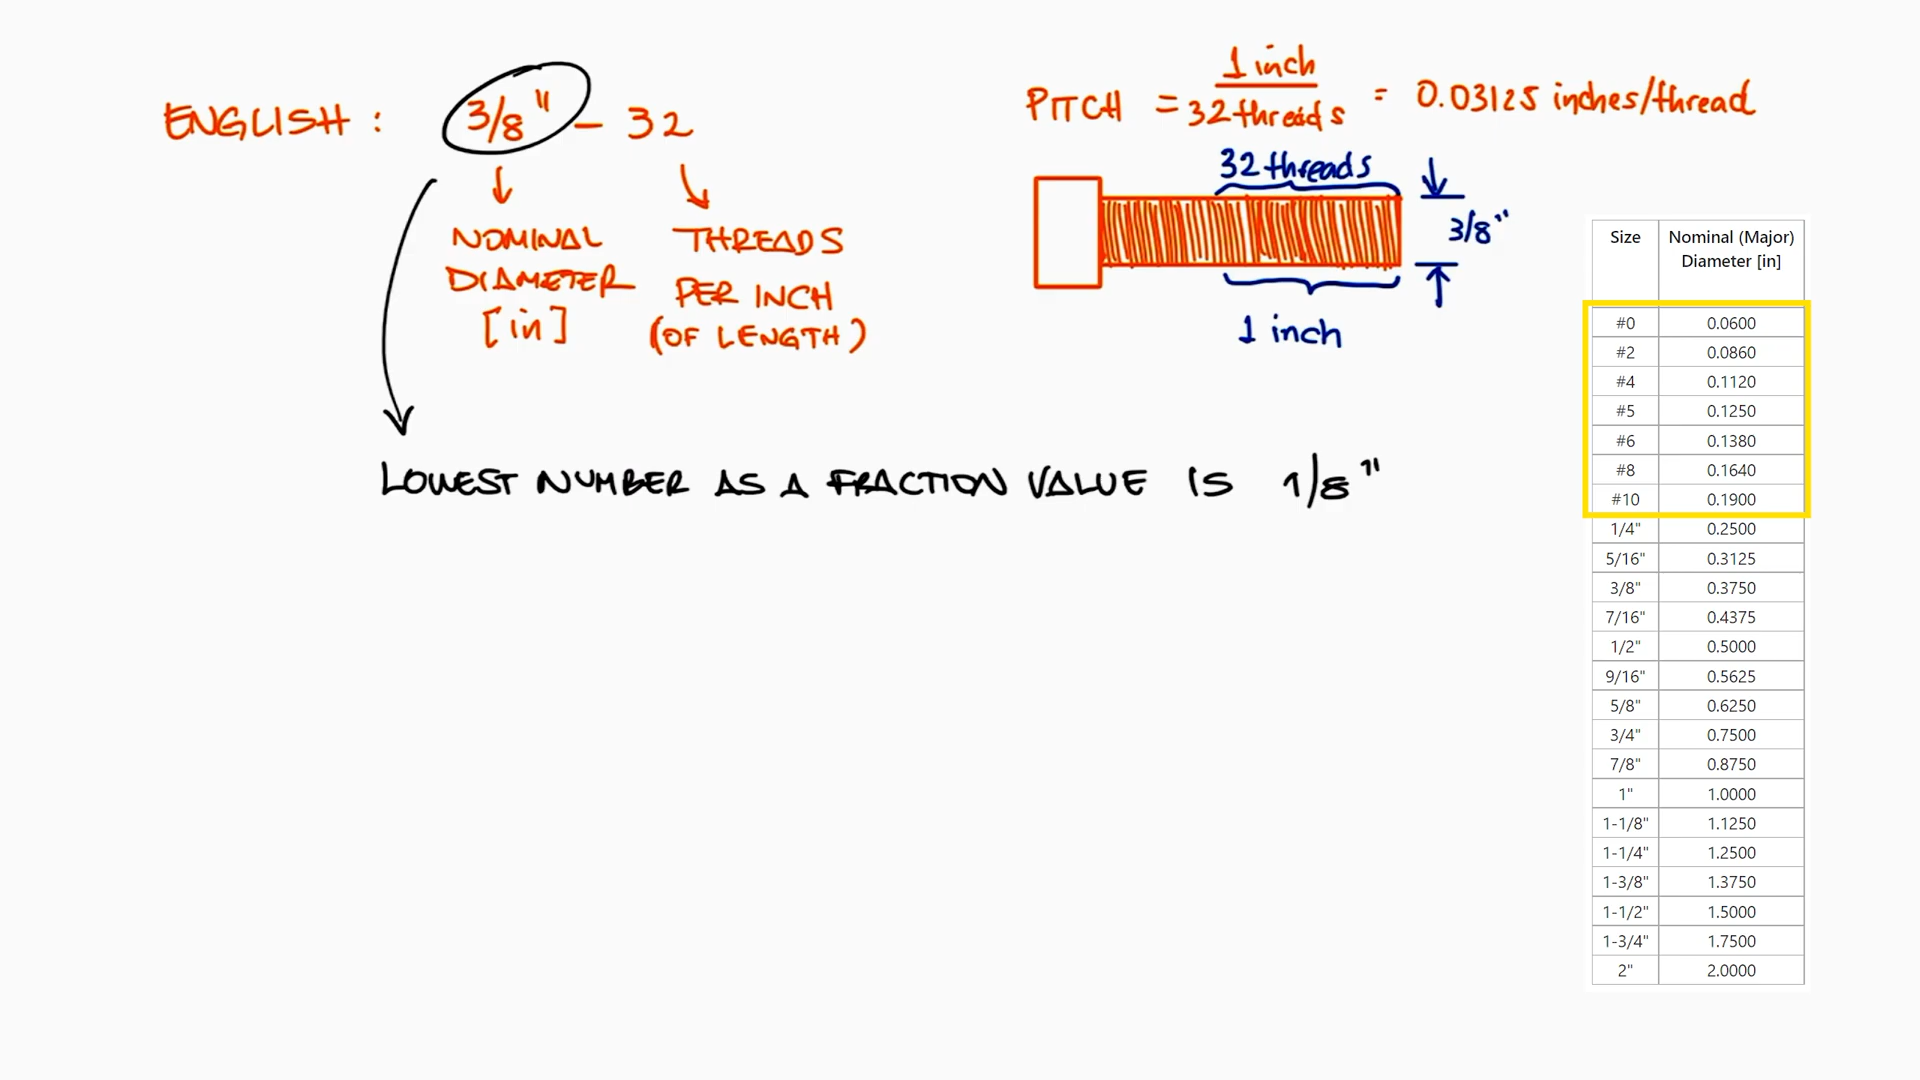 ENGLISH : 3/8" - 32
NOMINAL
DIAMETER
[in]
THREADS
PER INCH
(OF LENGTH)
PITCH = 1 inch / 32 threads = 0.03125 inches/thread
32 threads
3/8"
1 inch
LOWEST NUMBER AS A FRACTION VALUE IS 1/8"
Size Nominal (Major)
Diameter [in]
#0 0.0600
#2 0.0860
#4 0.1120
#5 0.1250
#6 0.1380
#8 0.1640
#10 0.1900
1/4" 0.2500
5/16" 0.3125
3/8" 0.3750
7/16" 0.4375
1/2" 0.5000
9/16" 0.5625
5/8" 0.6250
3/4" 0.7500
7/8" 0.8750
1" 1.0000
1-1/8" 1.1250
1-1/4" 1.2500
1-3/8" 1.3750
1-1/2" 1.5000
1-3/4" 1.7500
2" 2.0000